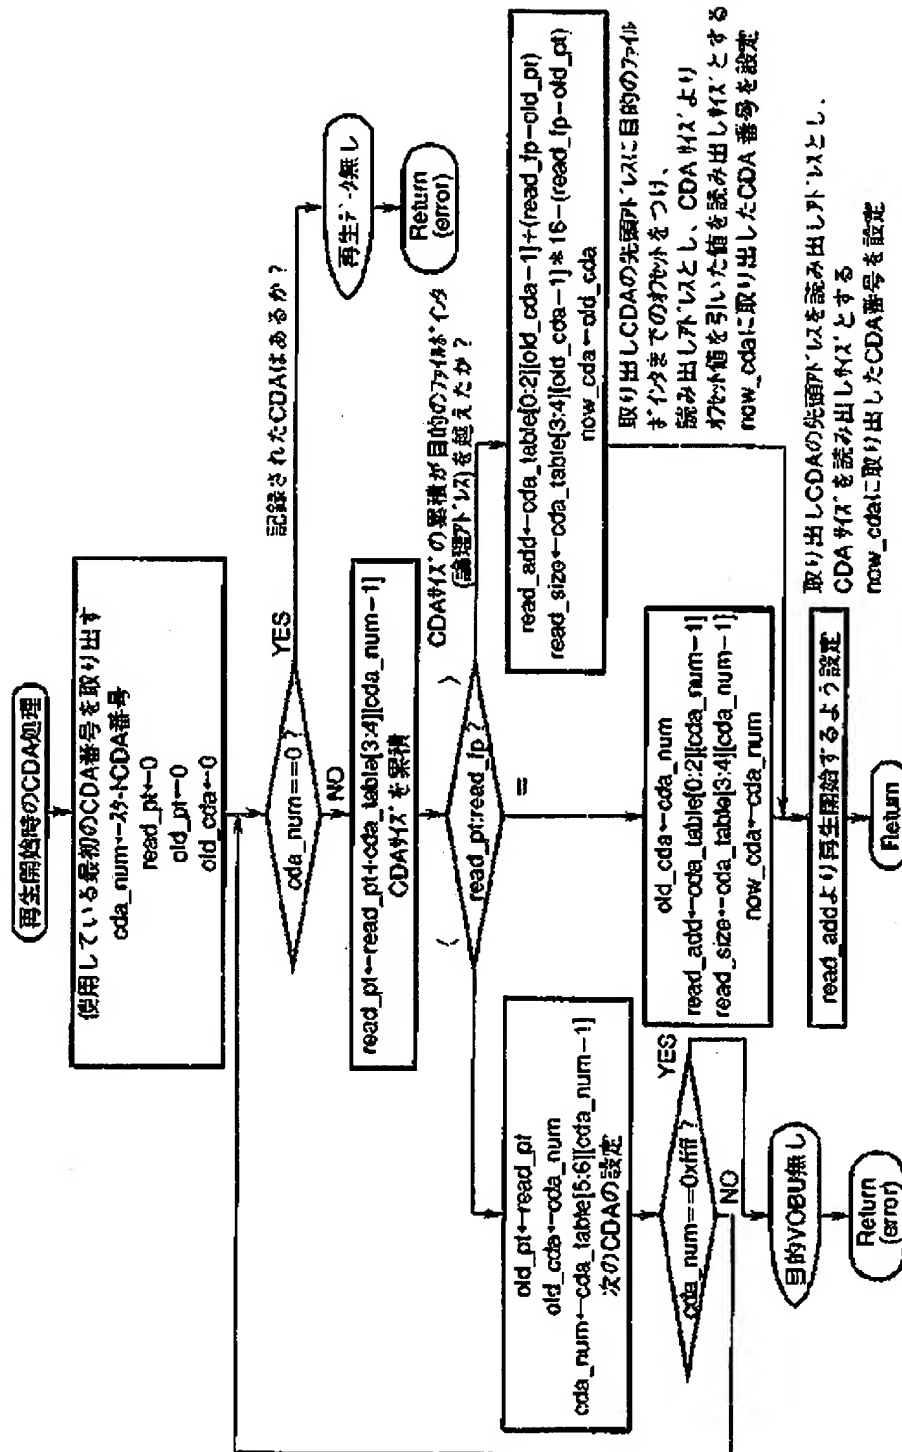 再生開始時のCDA処理
使用している最初のCDA番号を取り出す
cda_num←スタートCDA番号
read_pt←0
old_pt←0
old_cda←0
cda_num==0？
YES
記録されたCDAはあるか？
再生データ無し
Return
(error)
NO
read_pt←read_pt+cda_table[3:4][cda_num−1]
CDAサイズを累積
CDAサイズの累積が目的のファイルポインタ
(論理アドレス)を越えたか？
read_pt:read_fp？
＜
＝
＞
old_pt←read_pt
old_cda←cda_num
cda_num←cda_table[5:6][cda_num−1]
次のCDAの設定
cda_num==0xffff？
YES
NO
目的VOBU無し
Return
(error)
old_cda←cda_num
read_add←cda_table[0:2][cda_num−1]
read_size←cda_table[3:4][cda_num−1]
now_cda←cda_num
read_add←cda_table[0:2][old_cda−1]+(read_fp−old_pt)
read_size←cda_table[3:4][old_cda−1]*16−(read_fp−old_pt)
now_cda←old_cda
取り出しCDAの先頭アドレスに目的のファイル
ポインタまでのオフセットをつけ、
読み出しアドレスとし、CDAサイズより
オフセット値を引いた値を読み出しサイズとする
now_cdaに取り出したCDA番号を設定
read_addより再生開始するよう設定
取り出しCDAの先頭アドレスを読み出しアドレスとし、
CDAサイズを読み出しサイズとする
now_cdaに取り出したCDA番号を設定
Return